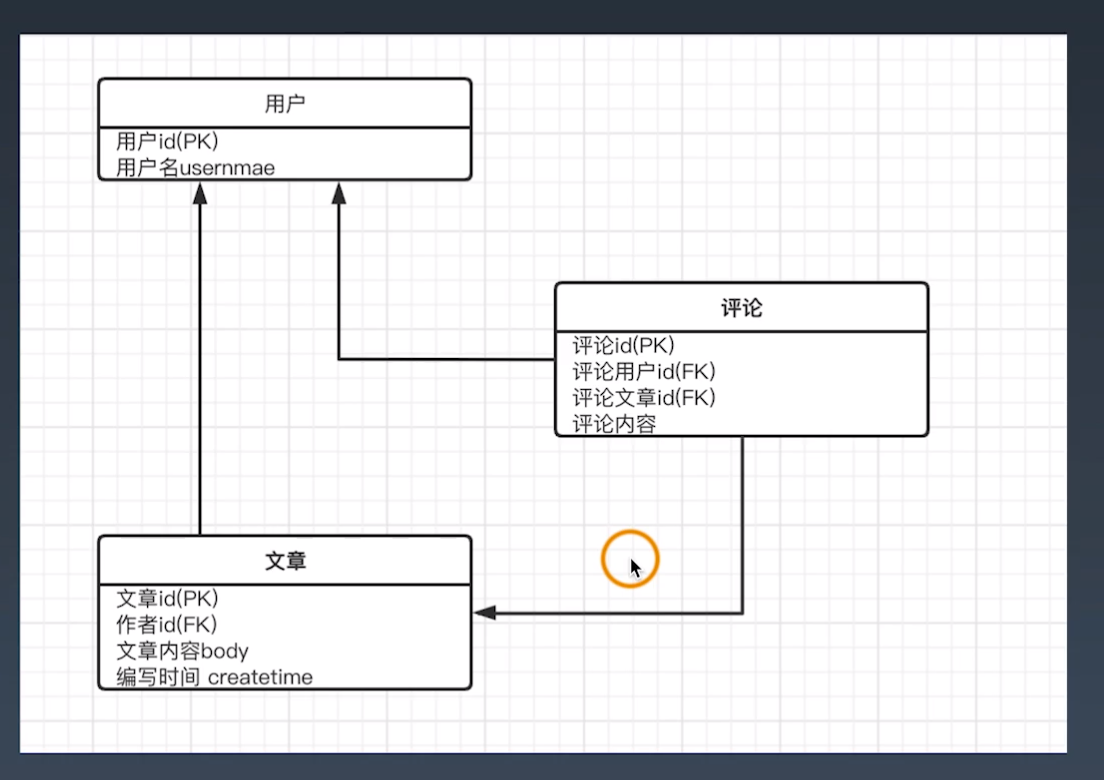 用户
用户id(PK)
用户名usernmae
评论
评论id(PK)
评论用户id(FK)
评论文章id(FK)
评论内容
文章
文章id(PK)
作者id(FK)
文章内容body
编写时间 createtime